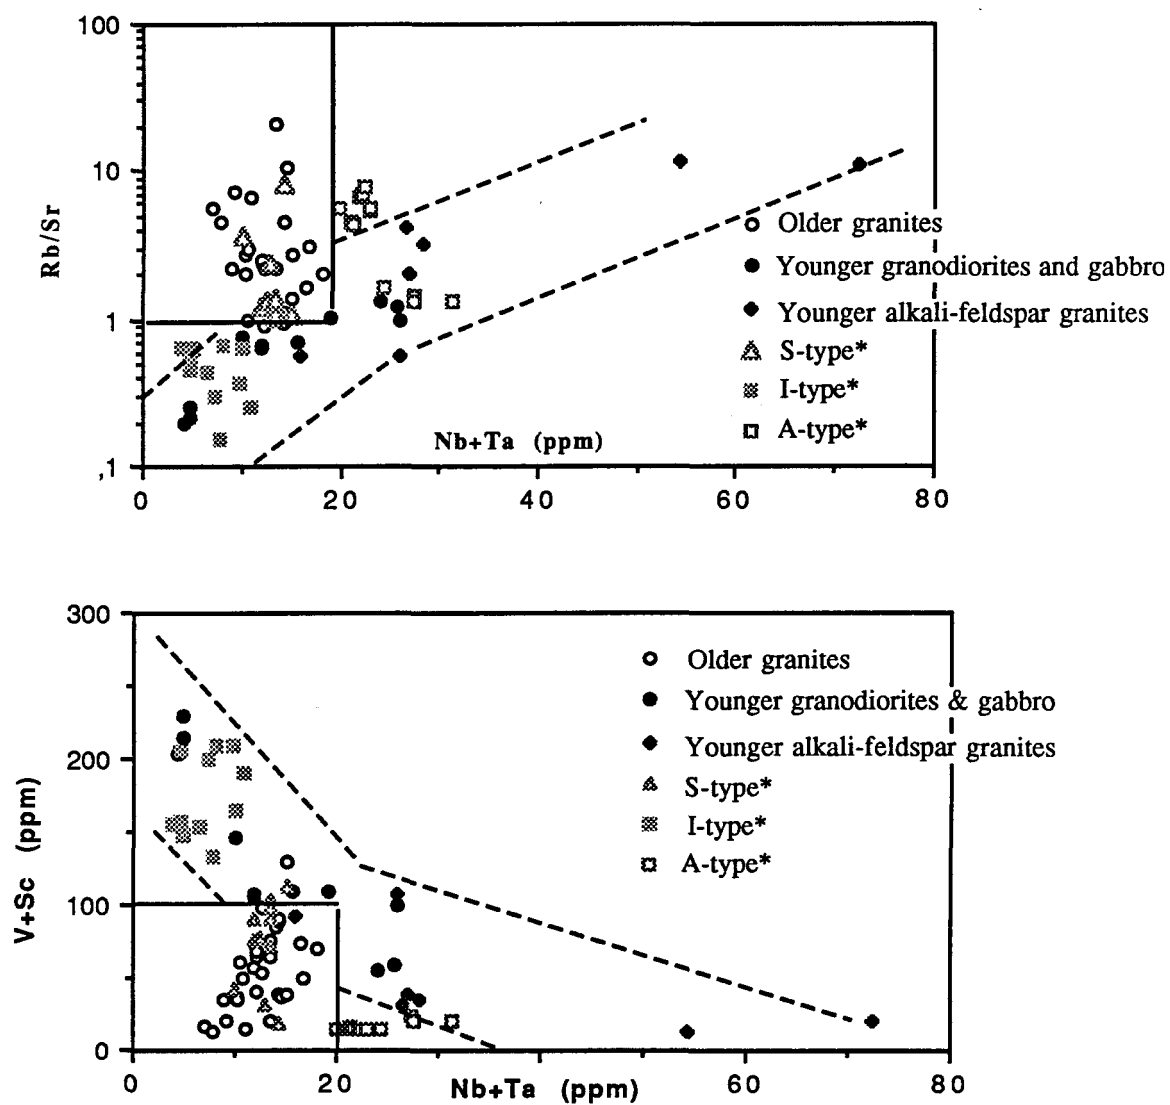 100
10
1
,1
Rb/Sr
Older granites
Younger granodiorites and gabbro
Younger alkali-feldspar granites
S-type*
I-type*
A-type*
Nb+Ta (ppm)
0 20 40 60 80
300
200
100
0
V+Sc (ppm)
Older granites
Younger granodiorites & gabbro
Younger alkali-feldspar granites
S-type*
I-type*
A-type*
0 20 40 60 80
Nb+Ta (ppm)